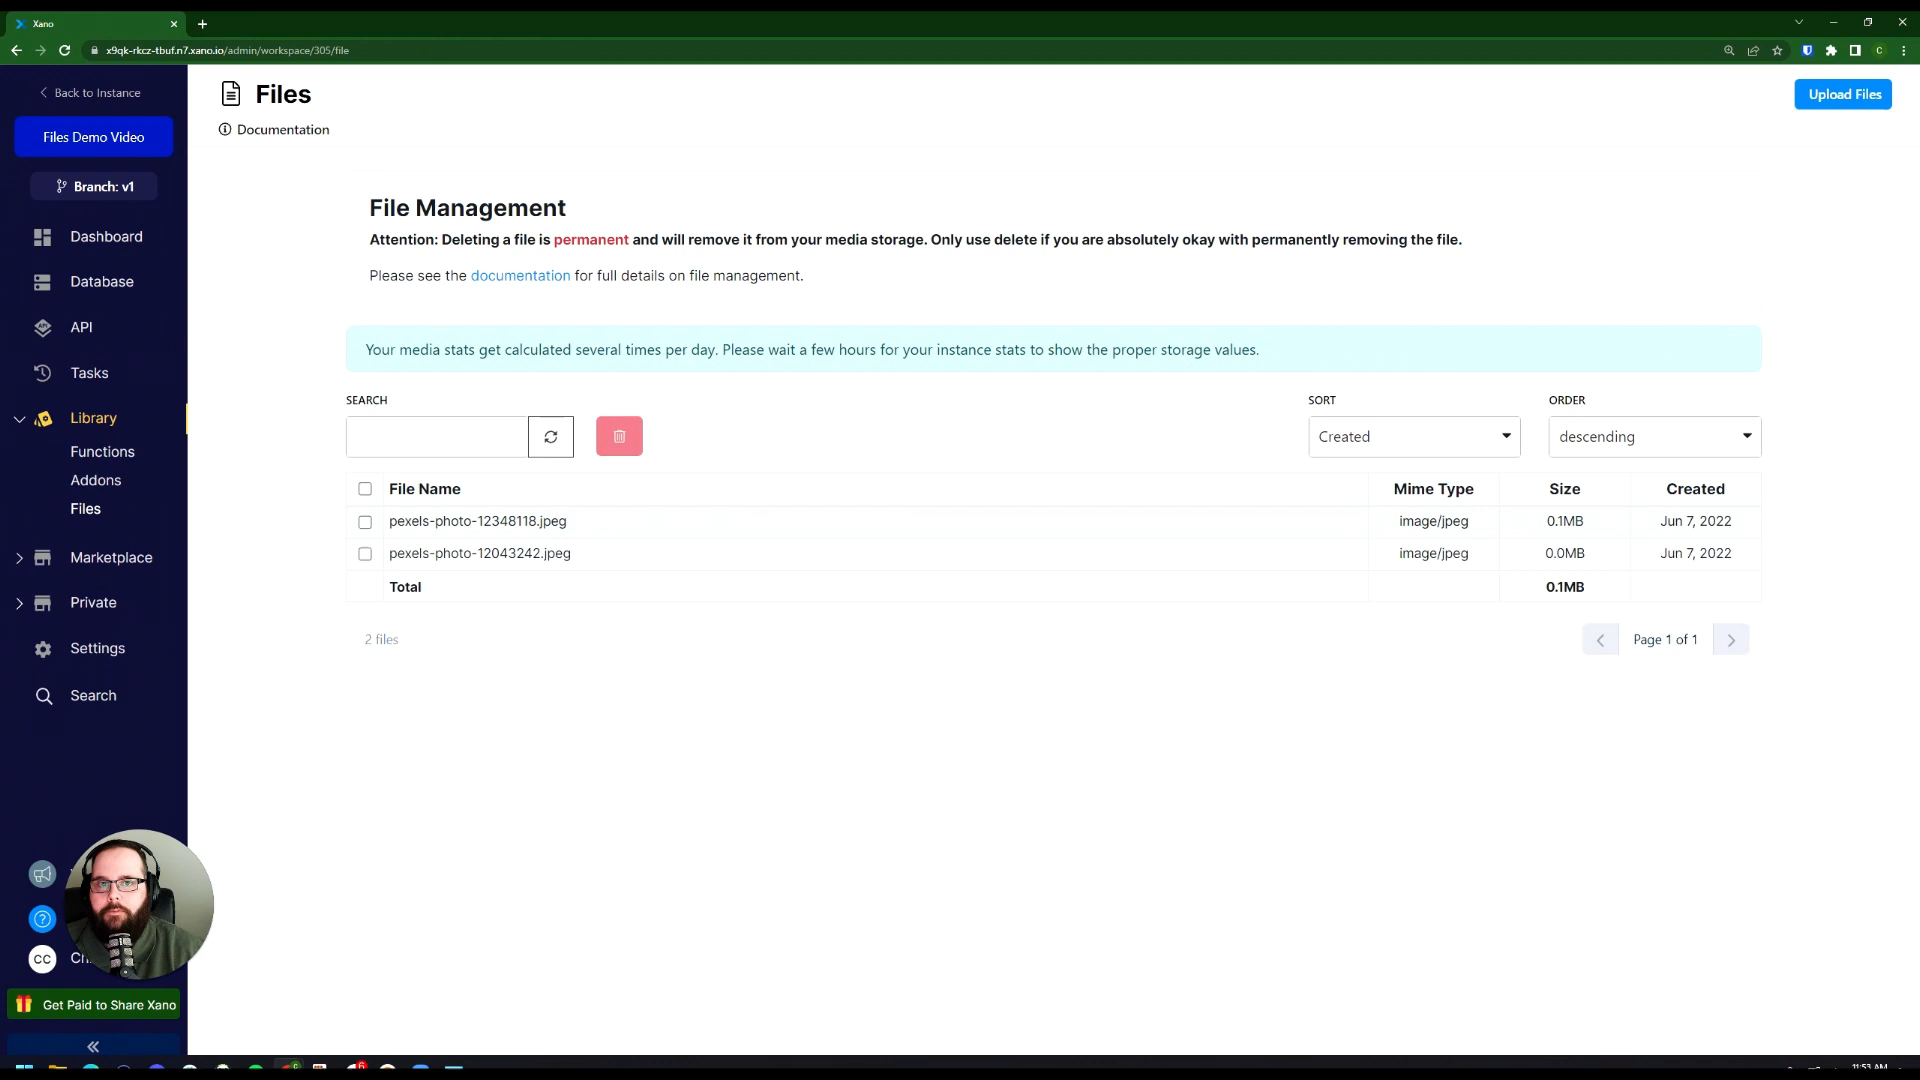 Xano
x9qk-rkcz-tbuf.n7.xano.io/admin/workspace/305/file
C
Back to Instance
Files Demo Video
Branch: v1
Dashboard
Database
API
Tasks
Library
Functions
Addons
Files
Marketplace
Private
Settings
Search
CC
Get Paid to Share Xano
Files
Documentation
Upload Files
File Management
Attention: Deleting a file is permanent and will remove it from your media storage. Only use delete if you are absolutely okay with permanently removing the file.
Please see the documentation for full details on file management.
Your media stats get calculated several times per day. Please wait a few hours for your instance stats to show the proper storage values.
SEARCH
SORT
ORDER
Created
descending
File Name Mime Type Size Created
pexels-photo-12348118.jpeg image/jpeg 0.1MB Jun 7, 2022
pexels-photo-12043242.jpeg image/jpeg 0.0MB Jun 7, 2022
Total 0.1MB
2 files
Page 1 of 1
11:53 AM